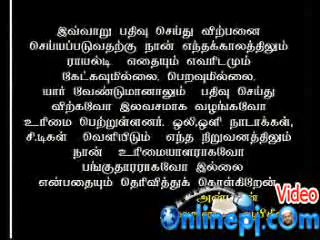 இவ்வாறு பதிவு செய்து விற்பனை
செய்யப்படுவதற்கு நான் எந்தக்காலத்திலும்
ராயல்டி எதையும் எவரிடமும்
கேட்கவுமில்லை, பெறவுமில்லை,
யார் வேண்டுமானாலும் பதிவு செய்து
விற்கவோ இலவசமாக வழங்கவோ
உரிமை பெற்றுள்ளனர். ஒலி,ஒளி நாடாக்கள்,
சி.டிகள் வெளியிடும் எந்த நிறுவனத்திலும்
நான் உரிமையாளராகவோ
பங்குதாரராகவோ இல்லை
என்பதையும் தெரிவித்துக் கொள்கிறேன்
Video
Onlinepj.com